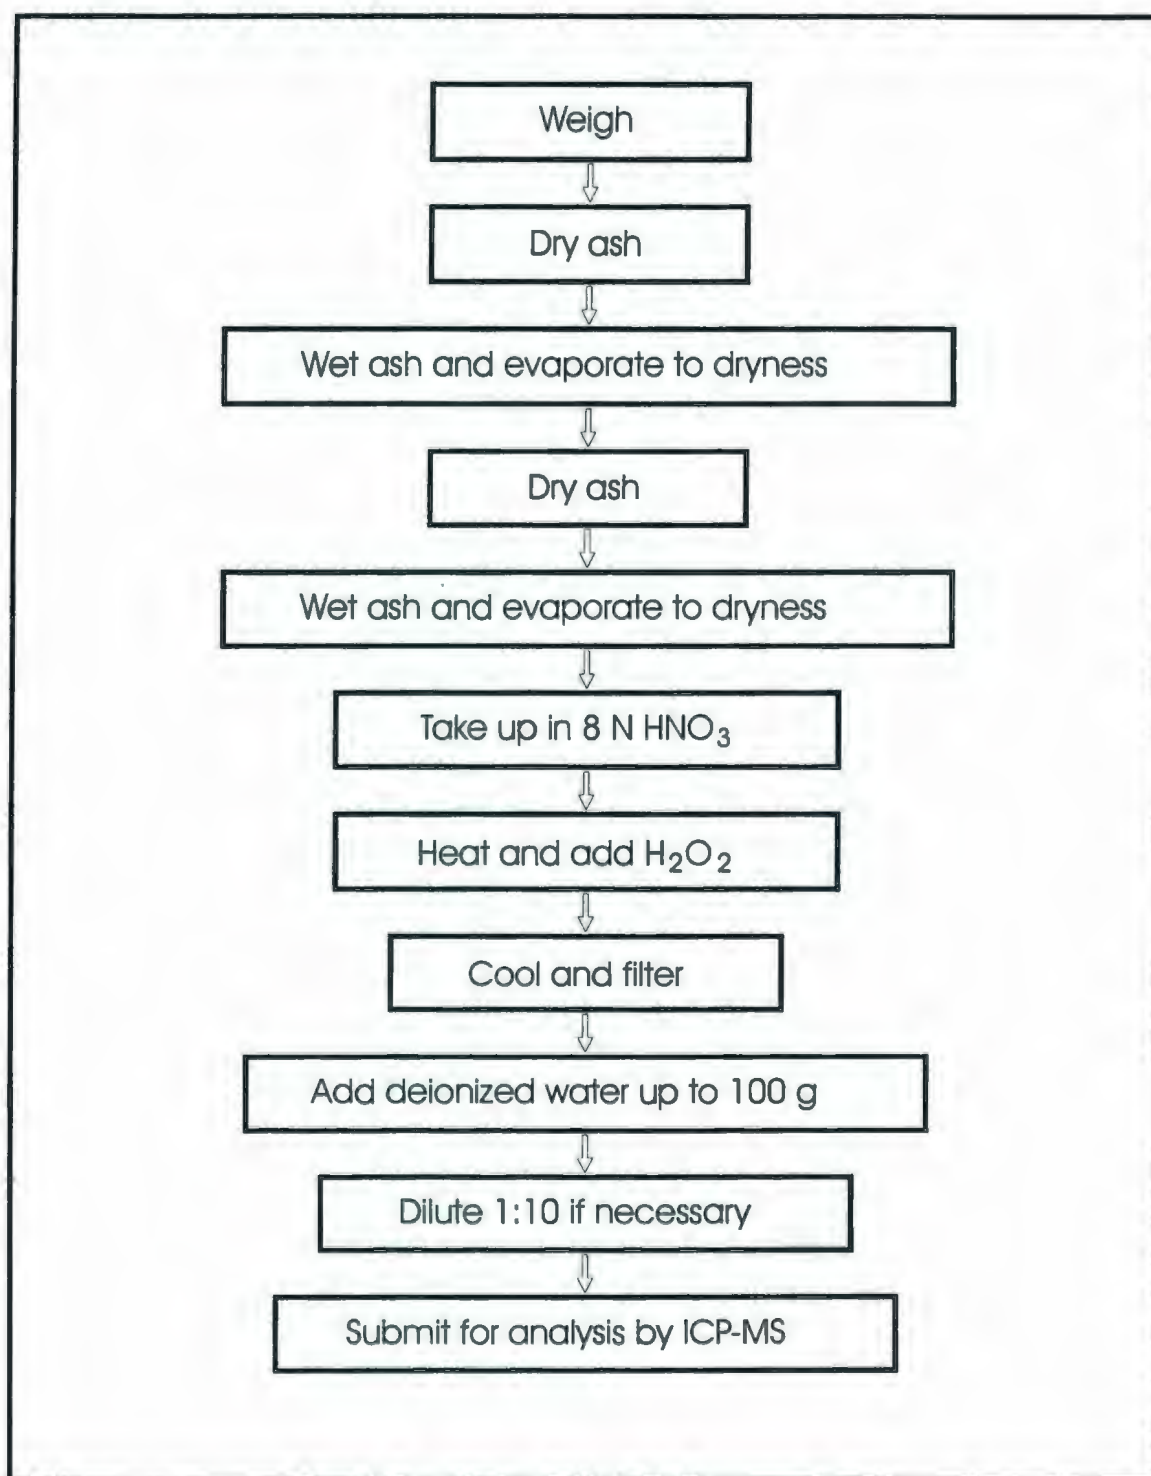 Weigh
Dry ash
Wet ash and evaporate to dryness
Dry ash
Wet ash and evaporate to dryness
Take up in 8 N HNO₃
Heat and add H₂O₂
Cool and filter
Add deionized water up to 100 g
Dilute 1:10 if necessary
Submit for analysis by ICP-MS